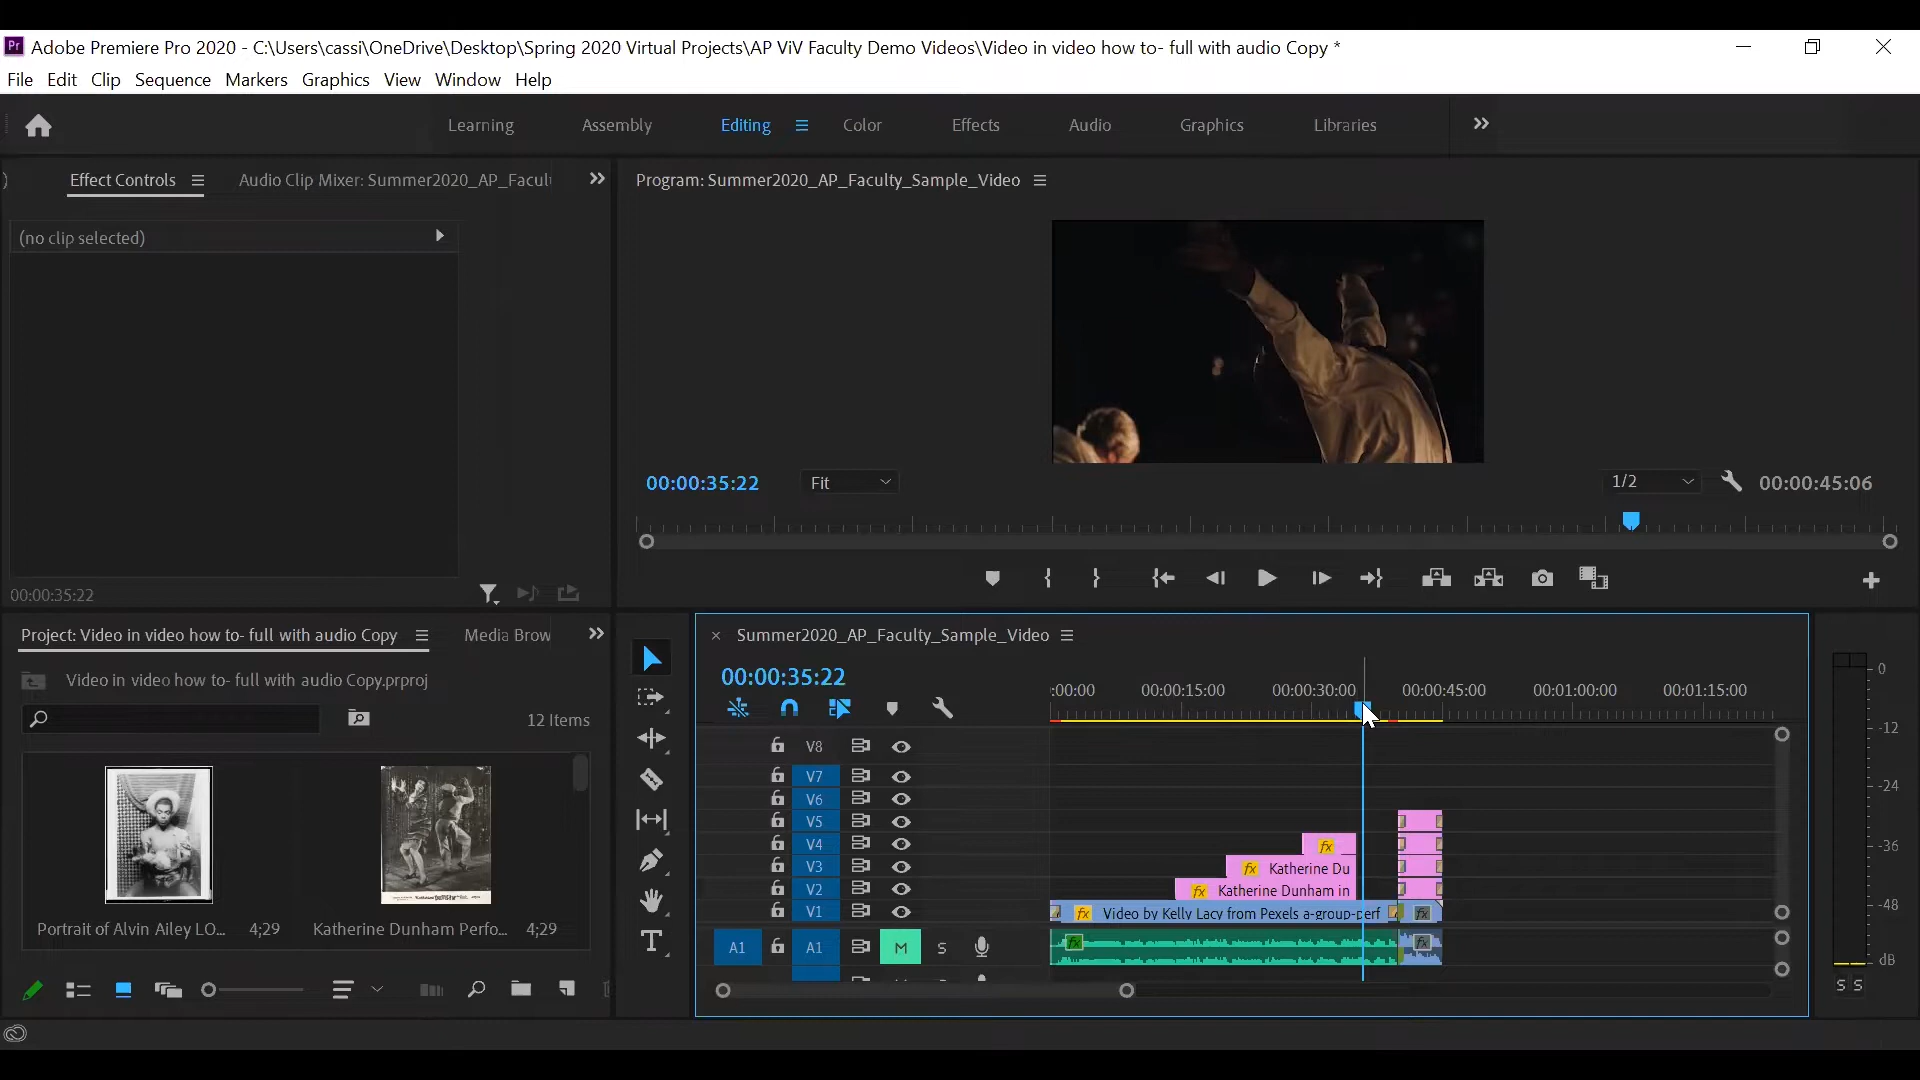 Adobe Premiere Pro 2020 - C:\Users\cassi\OneDrive\Desktop\Spring 2020 Virtual Projects\AP ViV Faculty Demo Videos\Video in video how to- full with audio Copy *
File Edit Clip Sequence Markers Graphics View Window Help
Learning Assembly Editing Color Effects Audio Graphics Libraries
Effect Controls Audio Clip Mixer: Summer2020_AP_Facul
Program: Summer2020_AP_Faculty_Sample_Video
(no clip selected)
00:00:35:22 Fit 1/2 00:00:45:06
00:00:35:22
Project: Video in video how to- full with audio Copy Media Brow
Video in video how to- full with audio Copy.prproj
12 Items
Portrait of Alvin Ailey LO... 4;29
Katherine Dunham Perfo... 4;29
× Summer2020_AP_Faculty_Sample_Video
00:00:35:22
:00:00 00:00:15:00 00:00:30:00 00:00:45:00 00:01:00:00 00:01:15:00
V8
V7
V6
V5
V4 fx
V3 fx Katherine Du
V2 fx Katherine Dunham in
V1 fx Video by Kelly Lacy from Pexels a-group-perf fx
A1 A1 M S fx fx
0
-12
-24
-36
-48
dB
S S